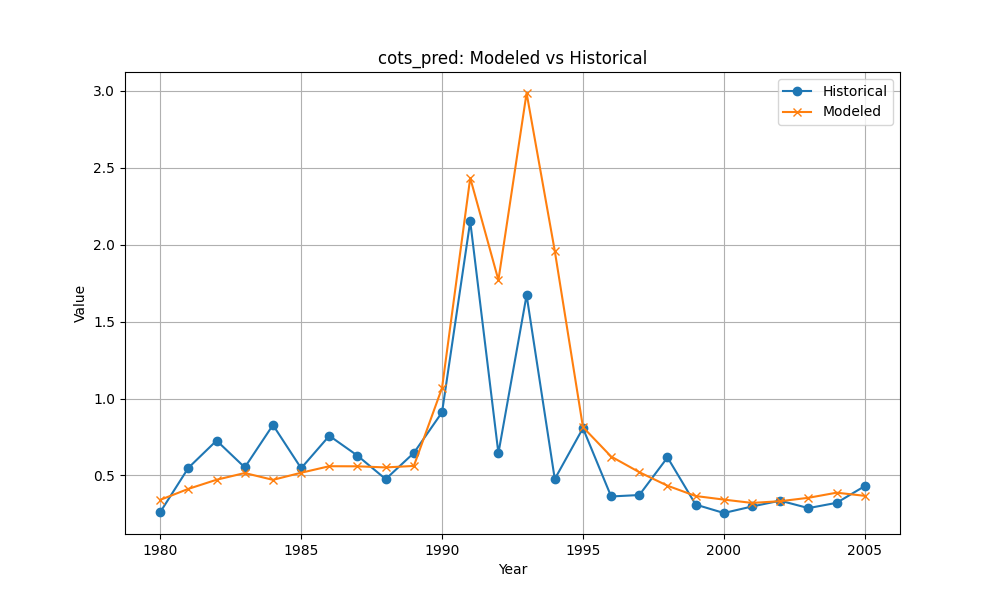 cots_pred: Modeled vs Historical
Historical
Modeled
Value
3.0
2.5
2.0
1.5
1.0
0.5
1980
1985
1990
1995
2000
2005
Year